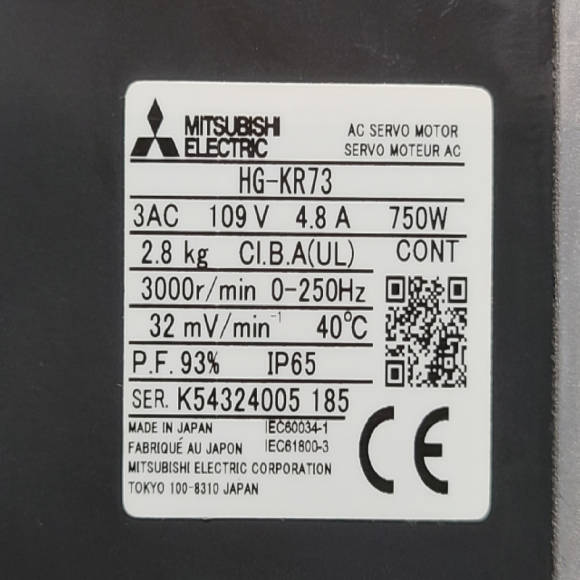 MITSUBISHI
ELECTRIC
AC SERVO MOTOR
SERVO MOTEUR AC
HG-KR73
3AC 109 V 4.8 A 750W
2.8 kg CI.B.A(UL) CONT
3000r/min 0-250Hz
32 mV/min⁻¹ 40℃
P.F. 93% IP65
SER. K54324005 185
MADE IN JAPAN IEC60034-1
FABRIQUÉ AU JAPON IEC61800-3
MITSUBISHI ELECTRIC CORPORATION
TOKYO 100-8310 JAPAN
CE